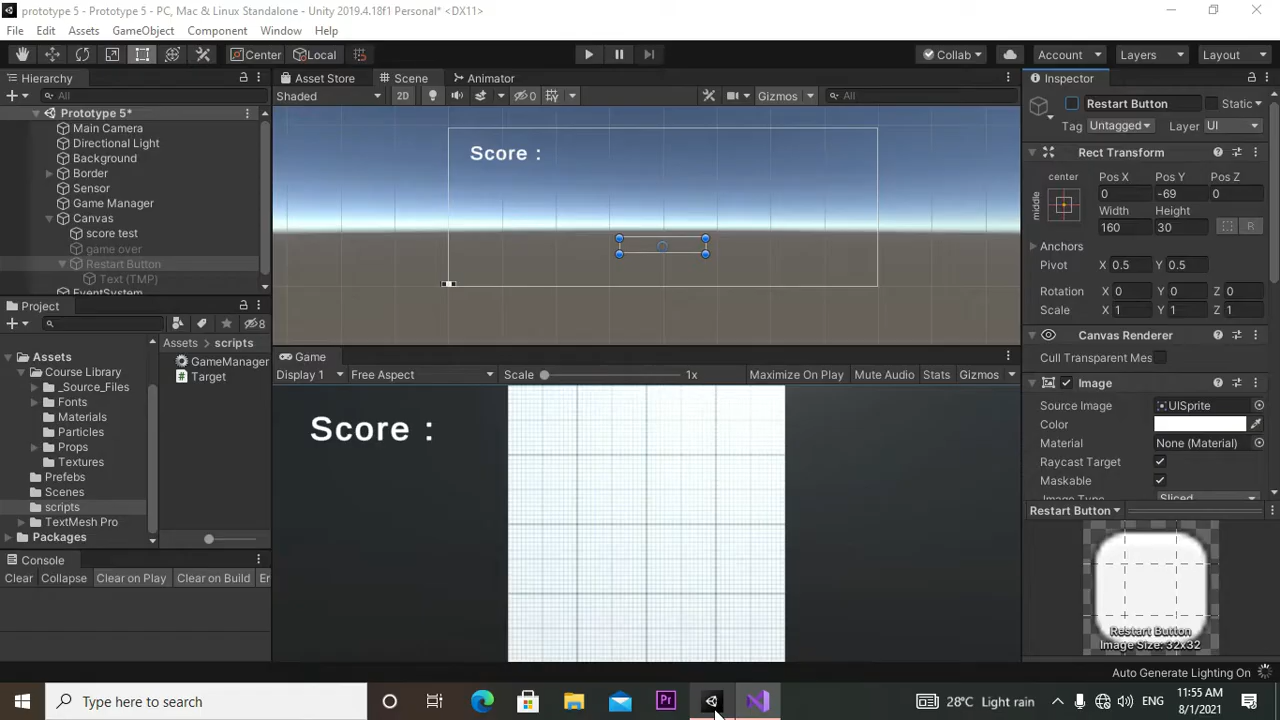 prototype 5 - Prototype 5 - PC, Mac & Linux Standalone - Unity 2019.4.18f1 Personal* <DX11>
File Edit Assets GameObject Component Window Help
Center Local Collab Account Layers Layout
Hierarchy Asset Store Scene Animator Inspector
All Shaded 2D 0 Gizmos All Restart Button Static
Prototype 5* Tag Untagged Layer UI
Main Camera
Directional Light
Background
Border
Sensor
Game Manager
Canvas
score test
game over
Restart Button
Text (TMP)
EventSystem
Score :
Rect Transform
center Pos X Pos Y Pos Z
middle 0 -69 0
Width Height
160 30 R
Anchors
Pivot X 0.5 Y 0.5
Rotation X 0 Y 0 Z 0
Scale X 1 Y 1 Z 1
Canvas Renderer
Cull Transparent Mes
Image
Source Image UISprite
Color
Material None (Material)
Raycast Target
Maskable
Image Type Sliced
Restart Button
Restart Button
Image Size: 32x32
Project
8
Assets
Course Library
_Source_Files
Fonts
Materials
Particles
Props
Textures
Prefebs
Scenes
scripts
TextMesh Pro
Packages
Assets scripts
GameManager
Target
Game
Display 1 Free Aspect Scale 1x Maximize On Play Mute Audio Stats Gizmos
Score :
Console
Clear Collapse Clear on Play Clear on Build Er
Auto Generate Lighting On
Type here to search
Pr
28°C Light rain
ENG
11:55 AM
8/1/2021